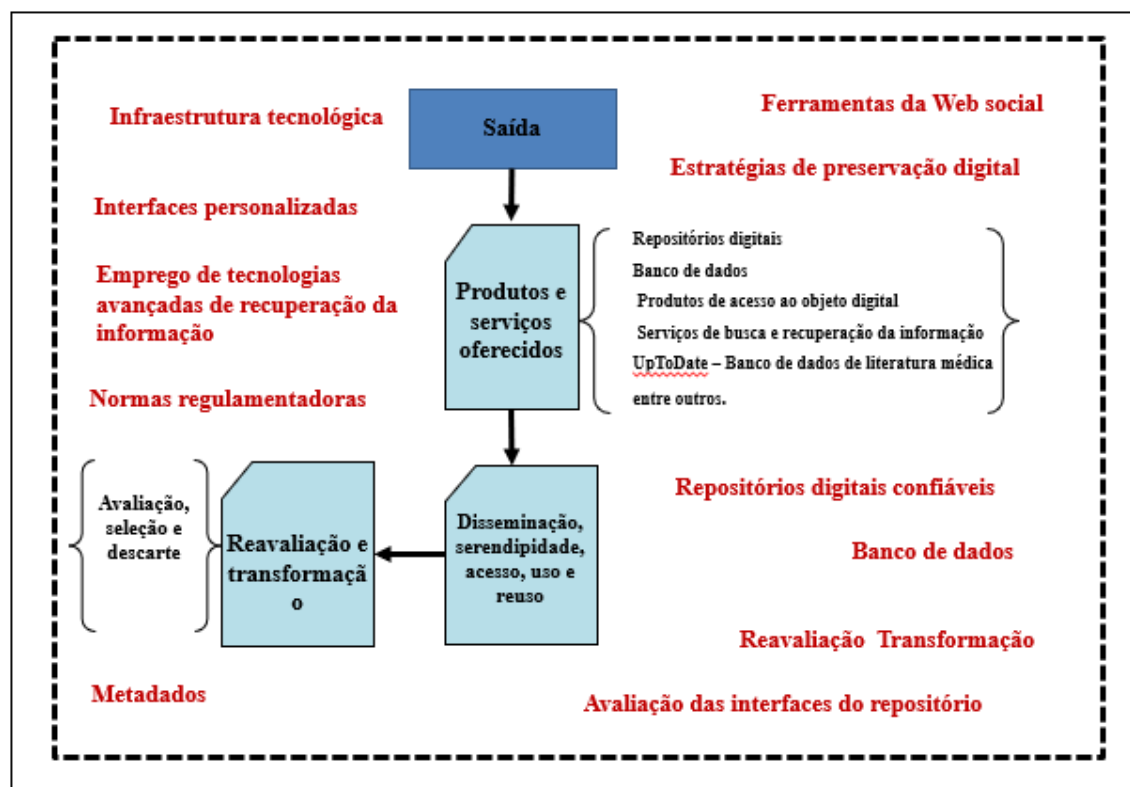 Infraestrutura tecnológica
Saída
Ferramentas da Web social
Estratégias de preservação digital
Interfaces personalizadas
Emprego de tecnologias
avançadas de recuperação da
informação
Produtos e
serviços
oferecidos
Repositórios digitais
Banco de dados
Produtos de acesso ao objeto digital
Serviços de busca e recuperação da informação
UpToDate – Banco de dados de literatura médica
entre outros.
Normas regulamentadoras
Avaliação,
seleção e
descarte
Reavaliação e
transformaçã
o
Disseminação,
serendipidade,
acesso, uso e
reuso
Repositórios digitais confiáveis
Banco de dados
Reavaliação Transformação
Metadados
Avaliação das interfaces do repositório